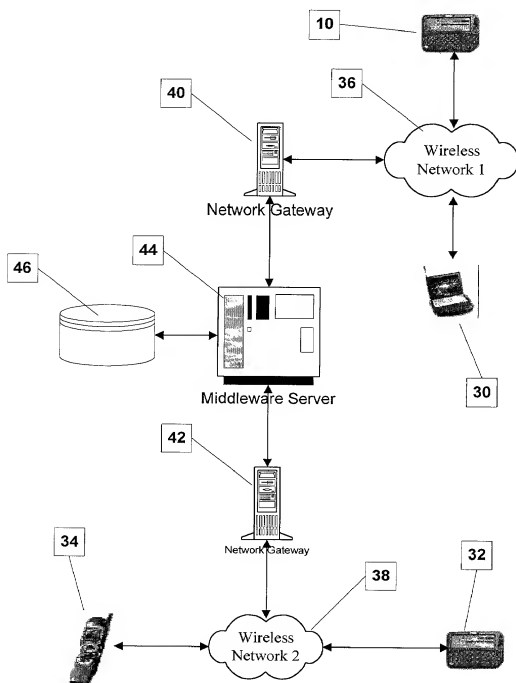 10
36
40
Wireless
Network 1
Network Gateway
46
44
30
Middleware Server
42
Network Gateway
34
38
32
Wireless
Network 2